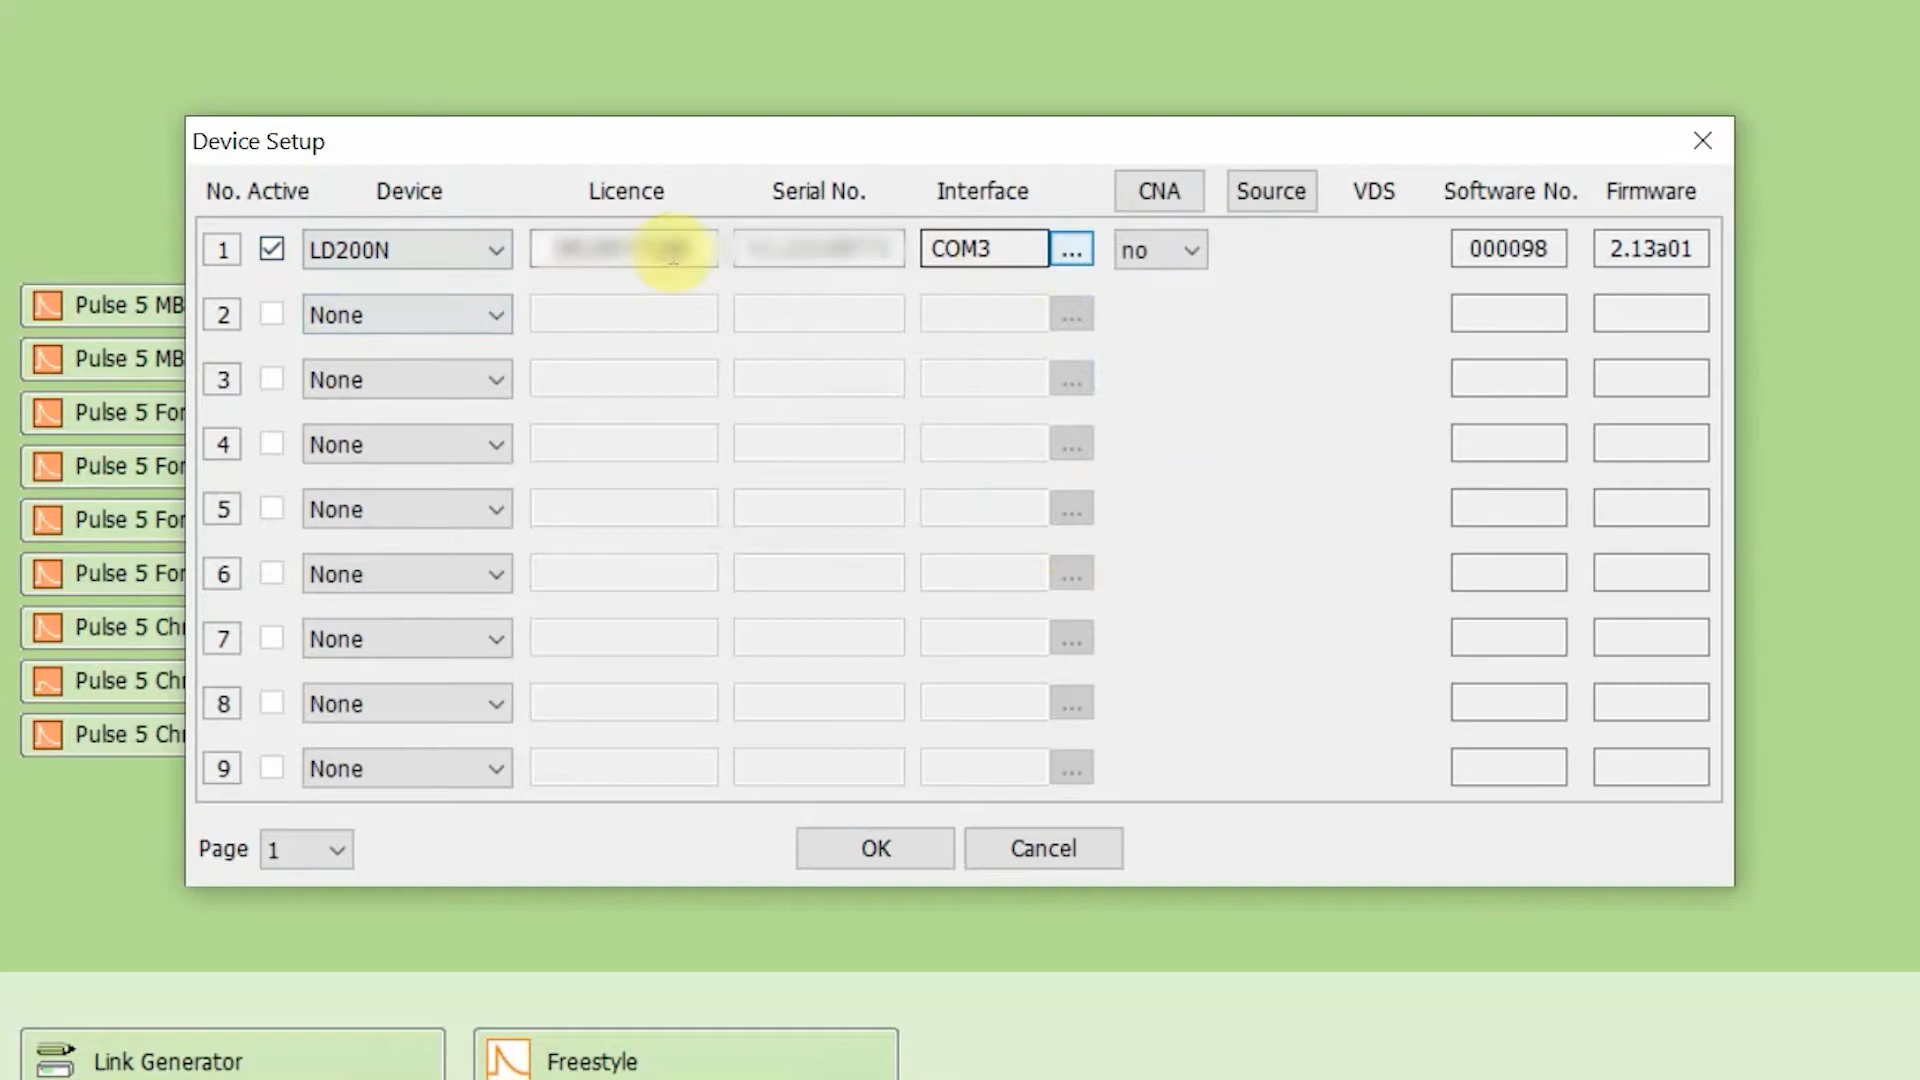 Device Setup
No. Active Device Licence Serial No. Interface CNA Source VDS Software No. Firmware
1 LD200N COM3 ... no 000098 2.13a01
2 None ...
3 None ...
4 None ...
5 None ...
6 None ...
7 None ...
8 None ...
9 None ...
Page 1 OK Cancel
Pulse 5 MB
Pulse 5 MB
Pulse 5 For
Pulse 5 For
Pulse 5 For
Pulse 5 For
Pulse 5 Chr
Pulse 5 Chr
Pulse 5 Chr
Link Generator
Freestyle